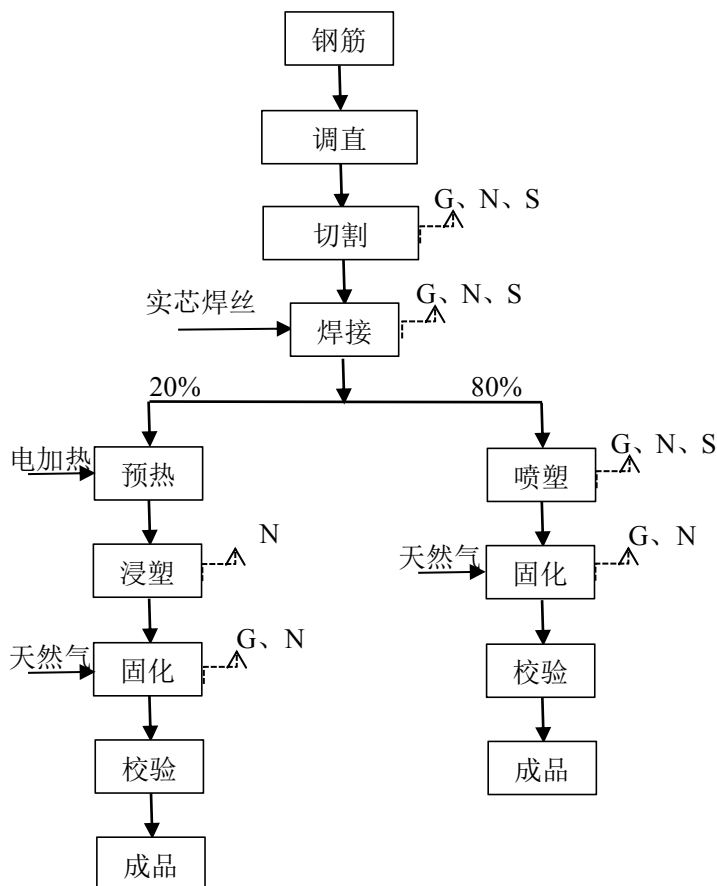 钢筋
调直
G、N、S
切割
实芯焊丝
G、N、S
焊接
20%
80%
电加热
预热
G、N、S
喷塑
N
浸塑
天然气
G、N
固化
天然气
G、N
固化
校验
校验
成品
成品